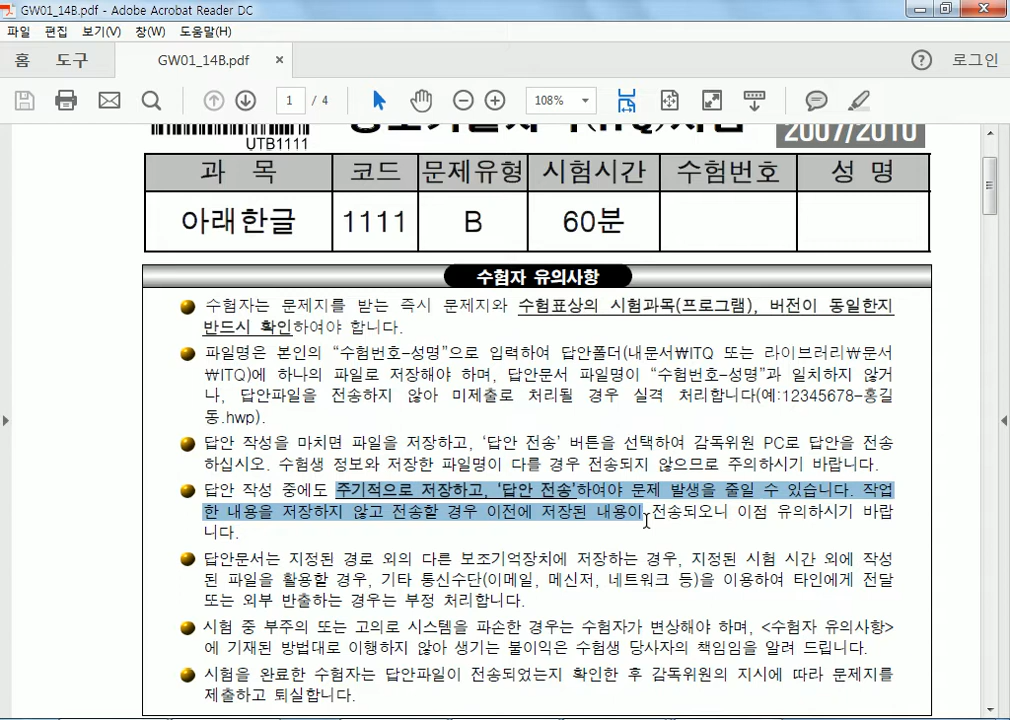 GW01_14B.pdf - Adobe Acrobat Reader DC
파일 편집 보기(V) 창(W) 도움말(H)
홈 도구 GW01_14B.pdf × ? 로그인
1 / 4 108%
UTB1111 2007/2010
과 목 코드 문제유형 시험시간 수험번호 성 명
아래한글 1111 B 60분
수험자 유의사항
수험자는 문제지를 받는 즉시 문제지와 수험표상의 시험과목(프로그램), 버전이 동일한지
반드시 확인하여야 합니다.
파일명은 본인의 “수험번호-성명”으로 입력하여 답안폴더(내문서₩ITQ 또는 라이브러리₩문서
₩ITQ)에 하나의 파일로 저장해야 하며, 답안문서 파일명이 “수험번호-성명”과 일치하지 않거
나, 답안파일을 전송하지 않아 미제출로 처리될 경우 실격 처리합니다(예:12345678-홍길
동.hwp).
답안 작성을 마치면 파일을 저장하고, ‘답안 전송’ 버튼을 선택하여 감독위원 PC로 답안을 전송
하십시오. 수험생 정보와 저장한 파일명이 다를 경우 전송되지 않으므로 주의하시기 바랍니다.
답안 작성 중에도 주기적으로 저장하고, ‘답안 전송’하여야 문제 발생을 줄일 수 있습니다. 작업
한 내용을 저장하지 않고 전송할 경우 이전에 저장된 내용이 전송되오니 이점 유의하시기 바랍
니다.
답안문서는 지정된 경로 외의 다른 보조기억장치에 저장하는 경우, 지정된 시험 시간 외에 작성
된 파일을 활용할 경우, 기타 통신수단(이메일, 메신저, 네트워크 등)을 이용하여 타인에게 전달
또는 외부 반출하는 경우는 부정 처리합니다.
시험 중 부주의 또는 고의로 시스템을 파손한 경우는 수험자가 변상해야 하며, <수험자 유의사항>
에 기재된 방법대로 이행하지 않아 생기는 불이익은 수험생 당사자의 책임임을 알려 드립니다.
시험을 완료한 수험자는 답안파일이 전송되었는지 확인한 후 감독위원의 지시에 따라 문제지를
제출하고 퇴실합니다.